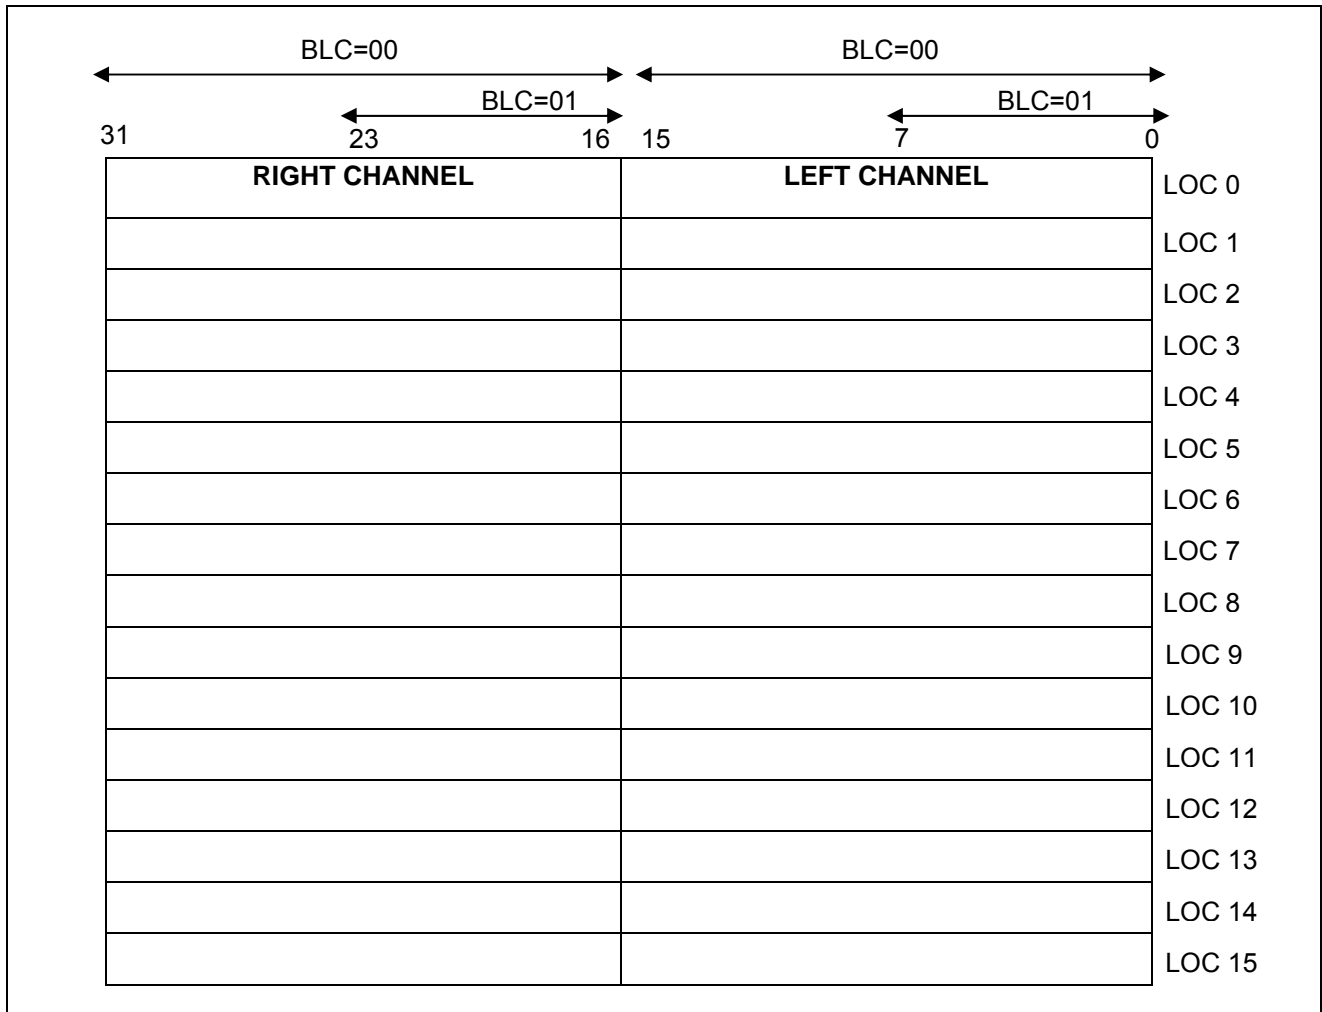 BLC=00 BLC=00
BLC=01 BLC=01
31 23 16 15 7 0
RIGHT CHANNEL LEFT CHANNEL LOC 0
LOC 1
LOC 2
LOC 3
LOC 4
LOC 5
LOC 6
LOC 7
LOC 8
LOC 9
LOC 10
LOC 11
LOC 12
LOC 13
LOC 14
LOC 15